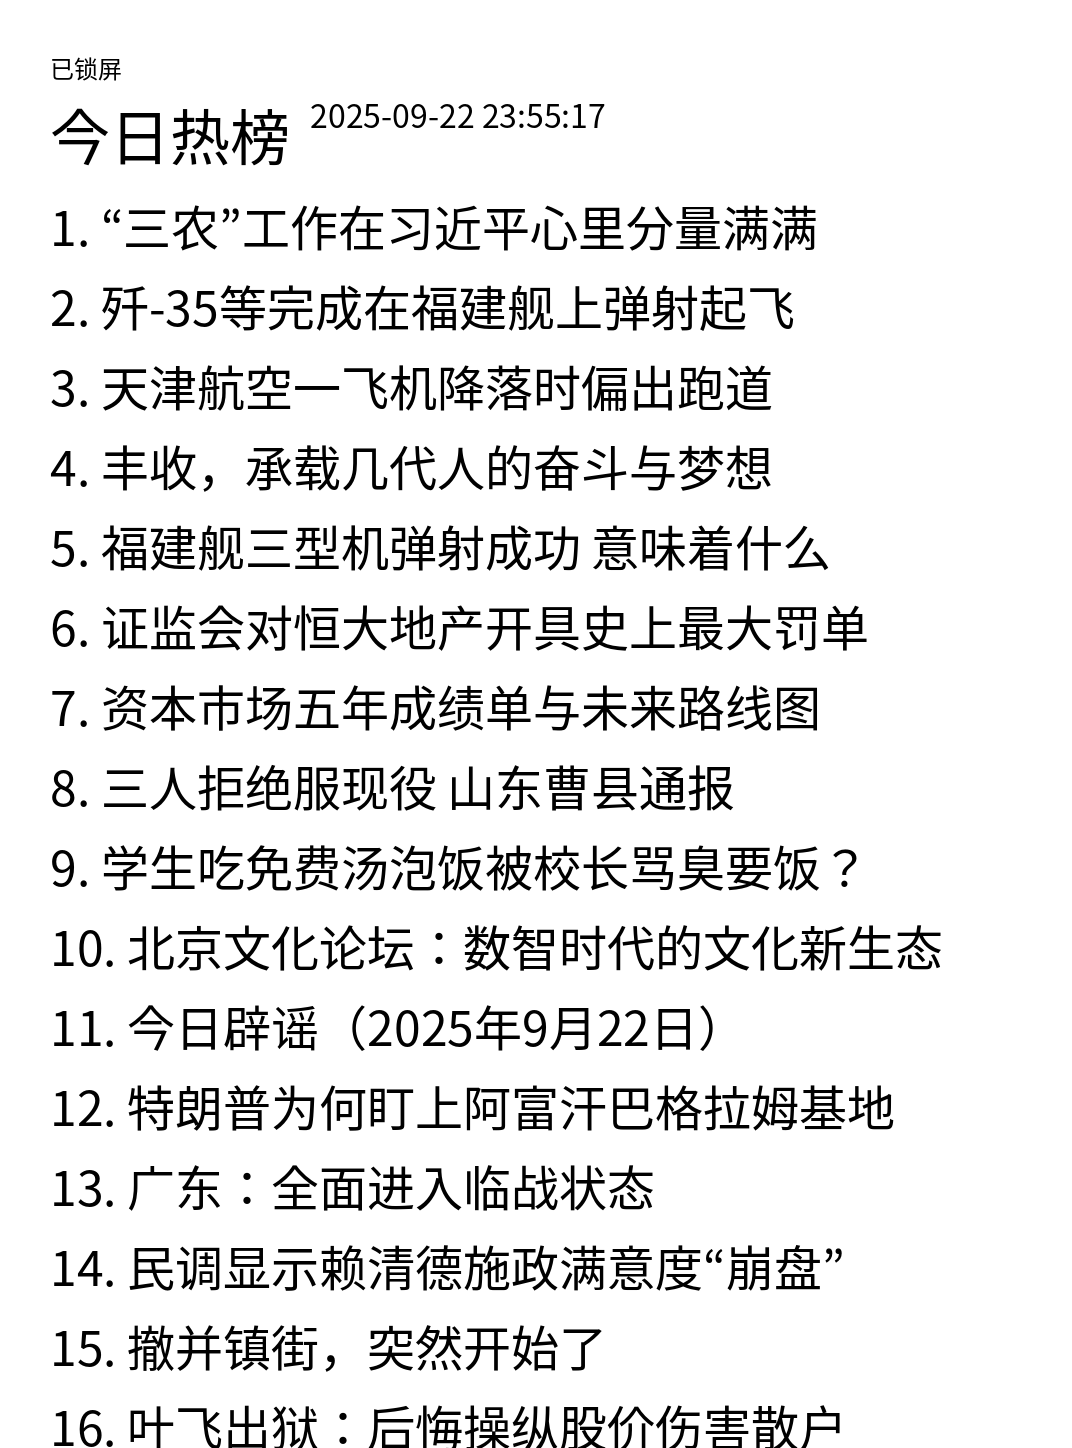 已锁屏
今日热榜 2025-09-22 23:55:17
1. “三农”工作在习近平心里分量满满
2. 歼-35等完成在福建舰上弹射起飞
3. 天津航空一飞机降落时偏出跑道
4. 丰收，承载几代人的奋斗与梦想
5. 福建舰三型机弹射成功 意味着什么
6. 证监会对恒大地产开具史上最大罚单
7. 资本市场五年成绩单与未来路线图
8. 三人拒绝服现役 山东曹县通报
9. 学生吃免费汤泡饭被校长骂臭要饭？
10. 北京文化论坛：数智时代的文化新生态
11. 今日辟谣（2025年9月22日）
12. 特朗普为何盯上阿富汗巴格拉姆基地
13. 广东：全面进入临战状态
14. 民调显示赖清德施政满意度“崩盘”
15. 撤并镇街，突然开始了
16. 叶飞出狱：后悔操纵股价伤害散户